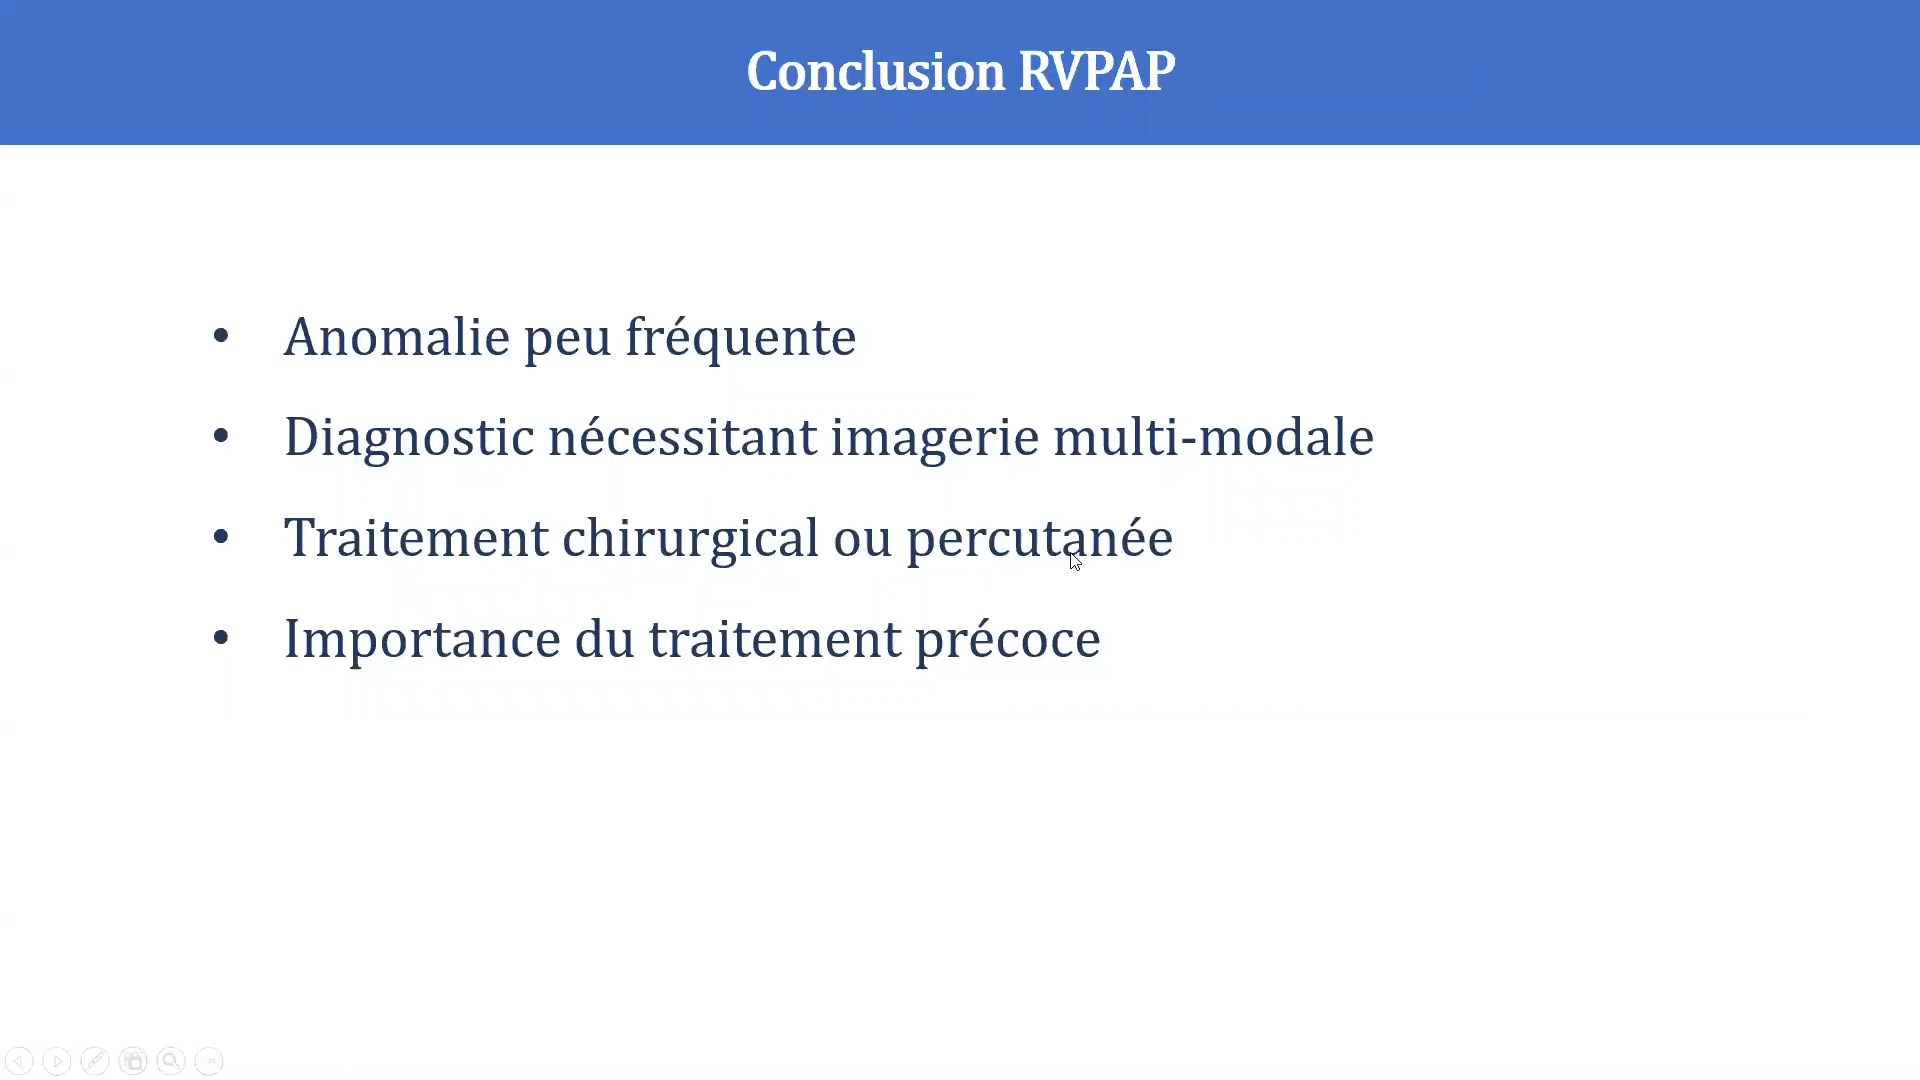 Conclusion RVPAP
• Anomalie peu fréquente
• Diagnostic nécessitant imagerie multi-modale
• Traitement chirurgical ou percutanée
• Importance du traitement précoce